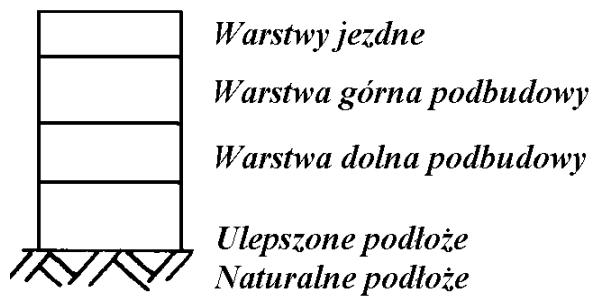 Warstwy jezdne
Warstwa górna podbudowy
Warstwa dolna podbudowy
Ulepszone podłoże
Naturalne podłoże